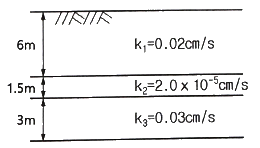 6m
k₁=0.02cm/s
1.5m
k₂=2.0 x 10⁻⁵cm/s
3m
k₃=0.03cm/s